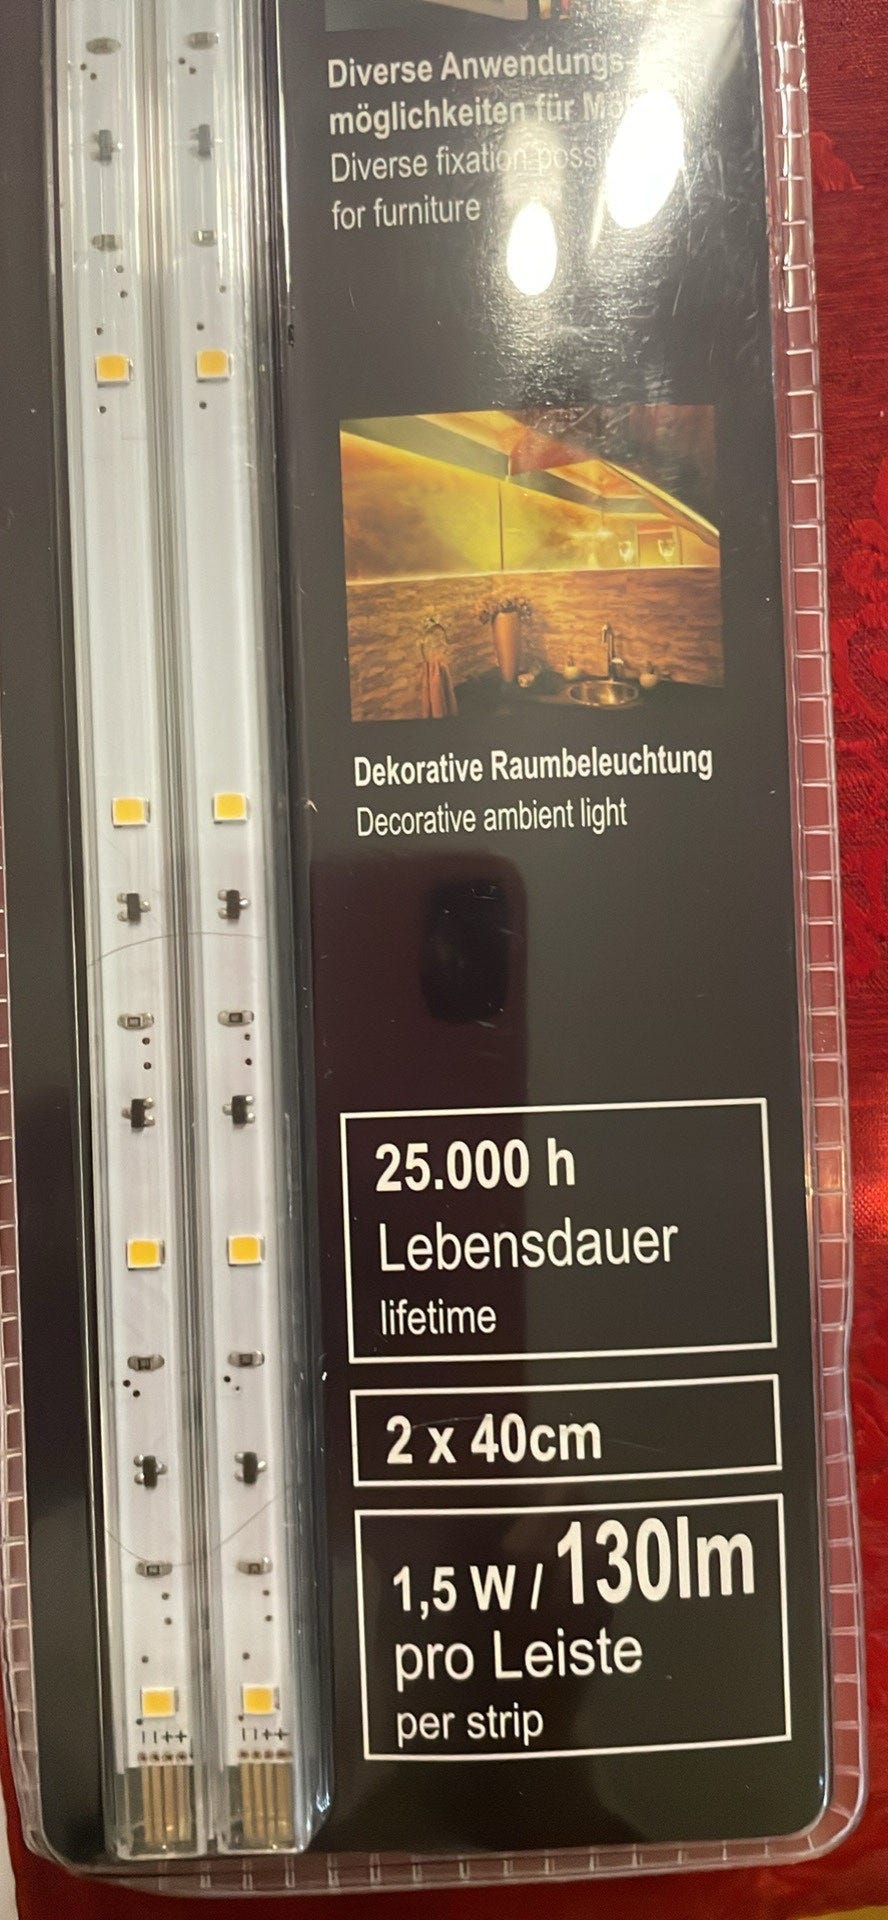 Diverse Anwendungs-
möglichkeiten für
Diverse fixation
for furniture
Dekorative Raumbeleuchtung
Decorative ambient light
25.000 h
Lebensdauer
lifetime
2 x 40cm
1,5 W / 130lm
pro Leiste
per strip